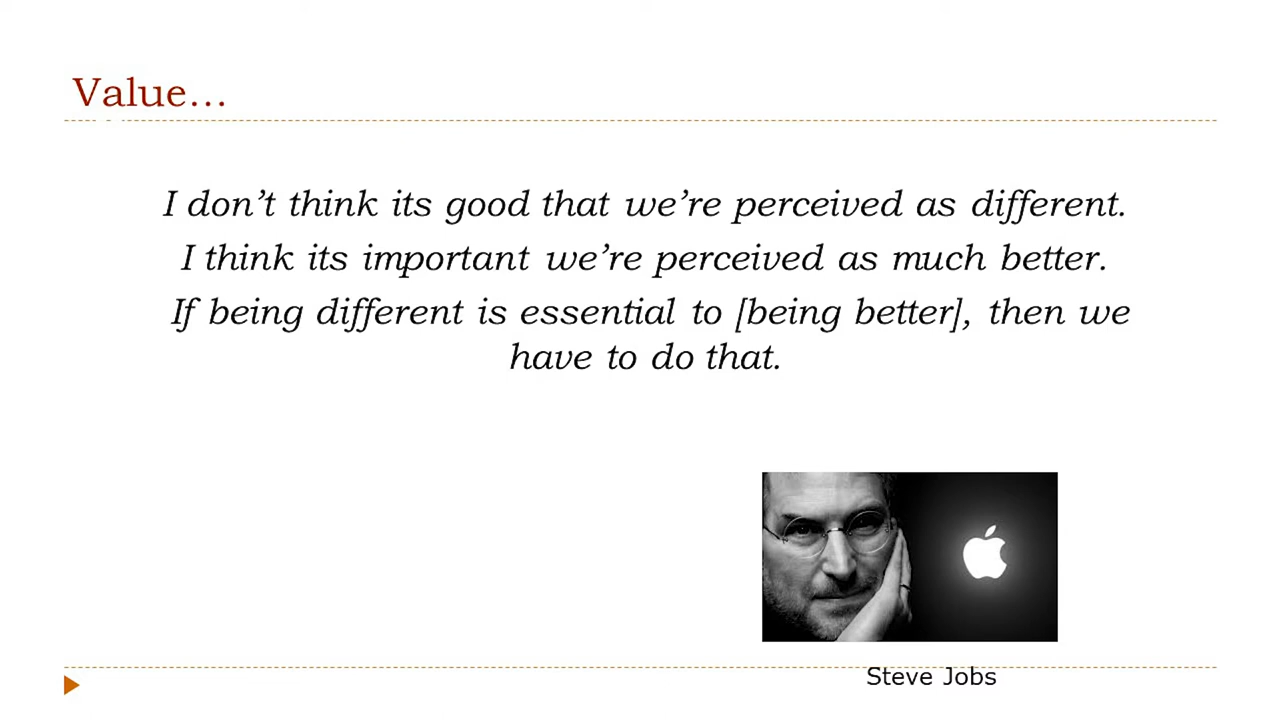 Value...
I don’t think its good that we’re perceived as different.
I think its important we’re perceived as much better.
If being different is essential to [being better], then we
have to do that.
Steve Jobs